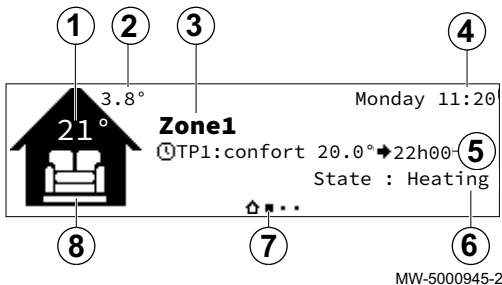 1 2 3 4
3.8° Monday 11:20
21° Zone1
TP1:confort 20.0°➡22h00 5
State : Heating
8 7 6
MW-5000945-2